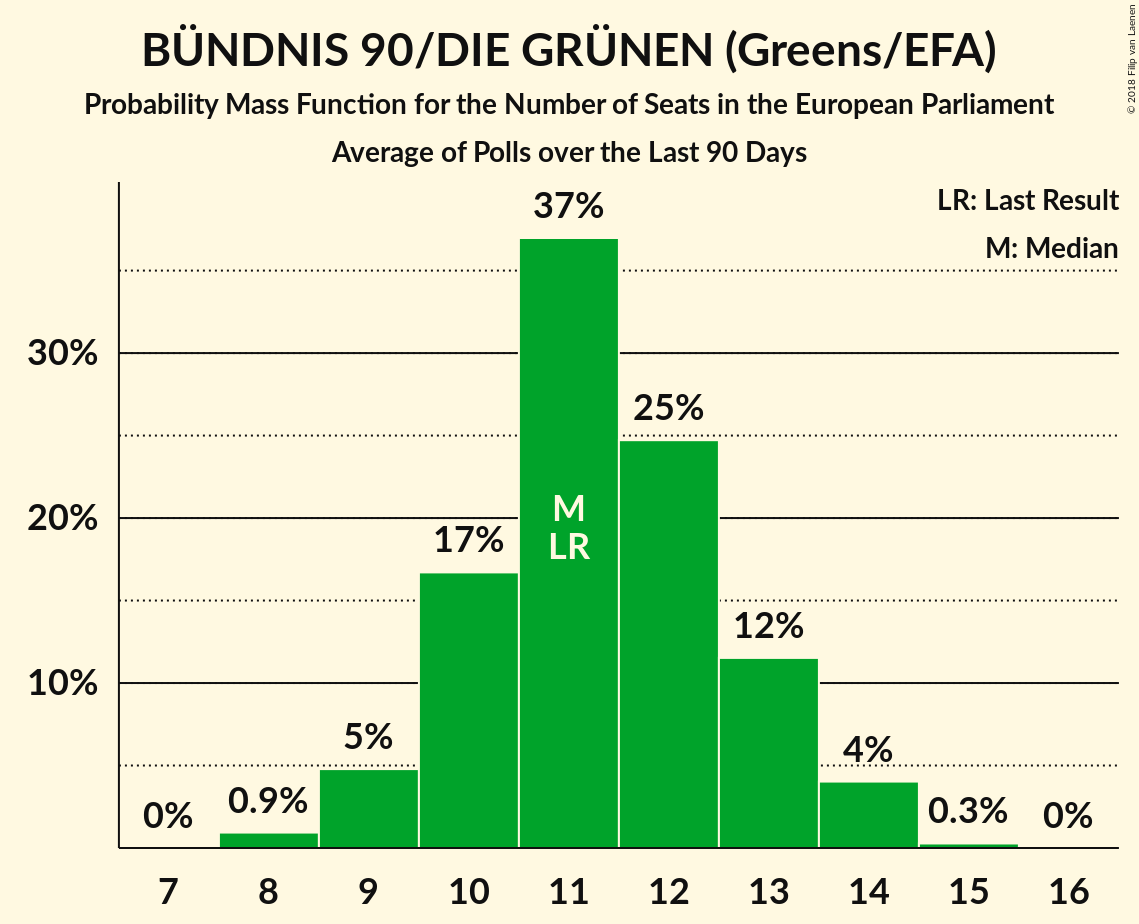 BÜNDNIS 90/DIE GRÜNEN (Greens/EFA)
Probability Mass Function for the Number of Seats in the European Parliament
Average of Polls over the Last 90 Days
© 2018 Filip van Laenen
LR: Last Result
M: Median
37%
30%
25%
20%
17%
M
LR
12%
10%
5%
4%
0%
0.9%
0.3%
0%
7 8 9 10 11 12 13 14 15 16